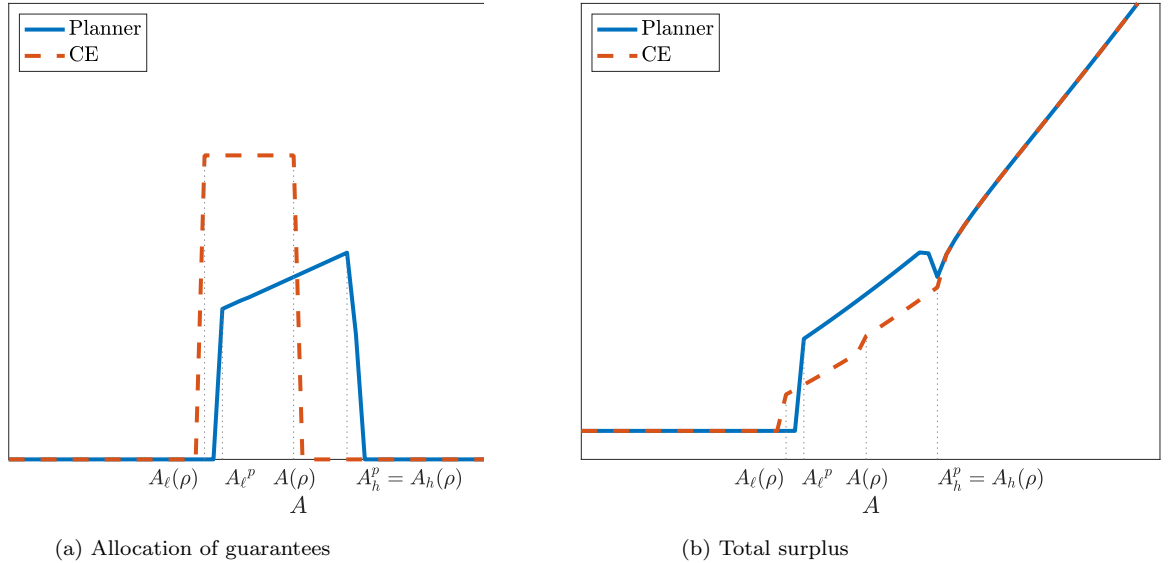 Planner
CE
A_ℓ(ρ) A_ℓ^p A(ρ) A_h^p = A_h(ρ)
A
(a) Allocation of guarantees
Planner
CE
A_ℓ(ρ) A_ℓ^p A(ρ) A_h^p = A_h(ρ)
A
(b) Total surplus